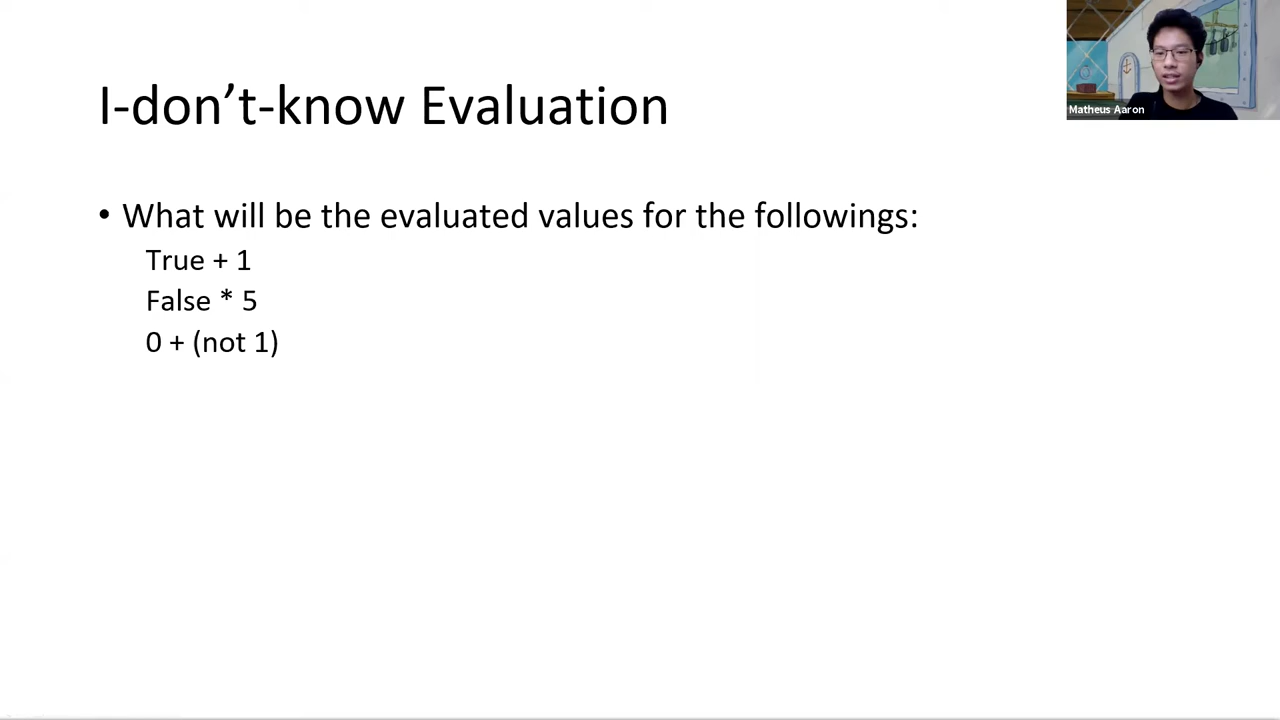 I-don’t-know Evaluation
Matheus Aaron
• What will be the evaluated values for the followings:
True + 1
False * 5
0 + (not 1)